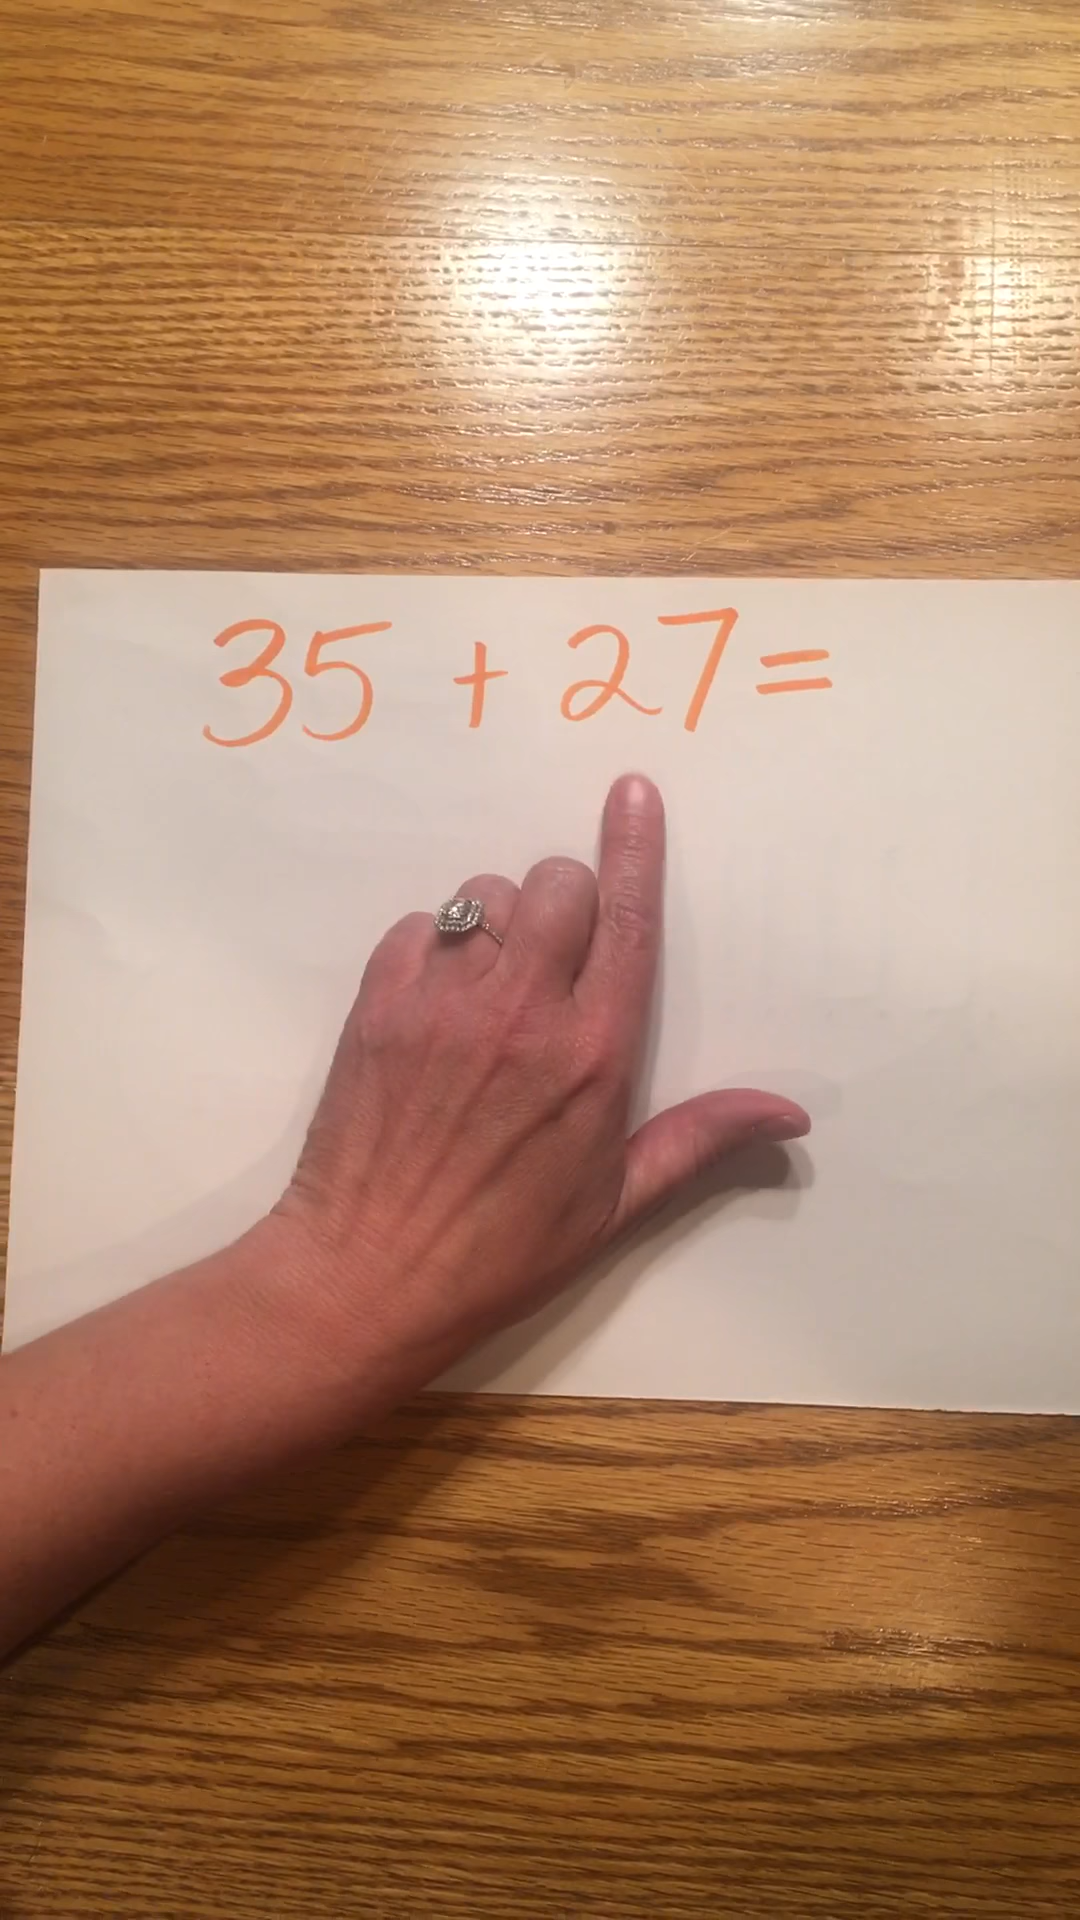 35 + 27 =